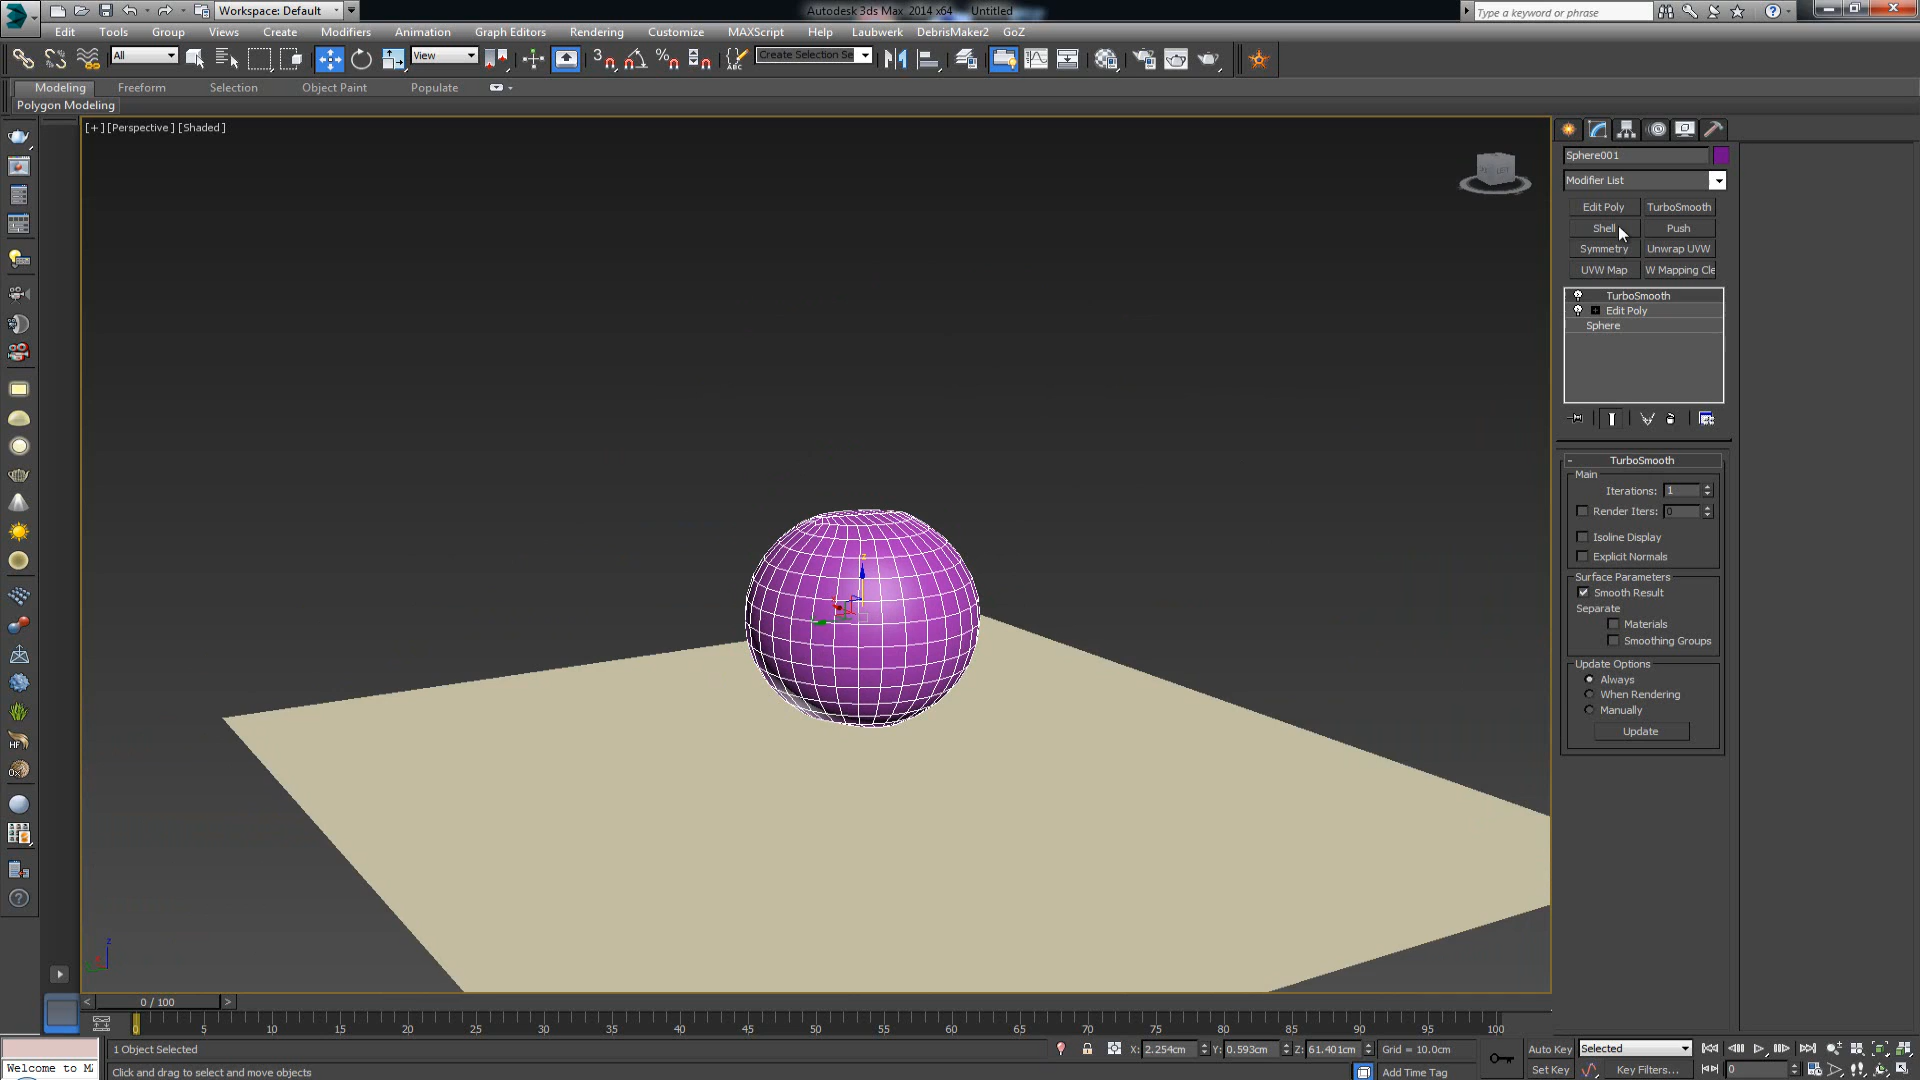 Workspace: Default
Autodesk 3ds Max 2014 x64    Untitled
Type a keyword or phrase
Edit Tools Group Views Create Modifiers Animation Graph Editors Rendering Customize MAXScript Help Laubwerk DebrisMaker2 GoZ
All
View
3
ABC
Create Selection Se
Modeling Freeform Selection Object Paint Populate
Polygon Modeling
[+] [Perspective ] [Shaded ]
Sphere001
Modifier List
Edit Poly TurboSmooth
Shell Push
Symmetry Unwrap UVW
UVW Map W Mapping Cle
TurboSmooth
Edit Poly
Sphere
- TurboSmooth
Main
Iterations: 1
Render Iters: 0
Isoline Display
Explicit Normals
Surface Parameters
Smooth Result
Separate
Materials
Smoothing Groups
Update Options
Always
When Rendering
Manually
Update
HF
z
z
< 0 / 100 >
0 5 10 15 20 25 30 35 40 45 50 55 60 65 70 75 80 85 90 95 100
1 Object Selected
X: 2.254cm Y: 0.593cm Z: 61.401cm Grid = 10.0cm
Auto Key Selected
Welcome to M
Click and drag to select and move objects
Add Time Tag
Set Key Key Filters... 0